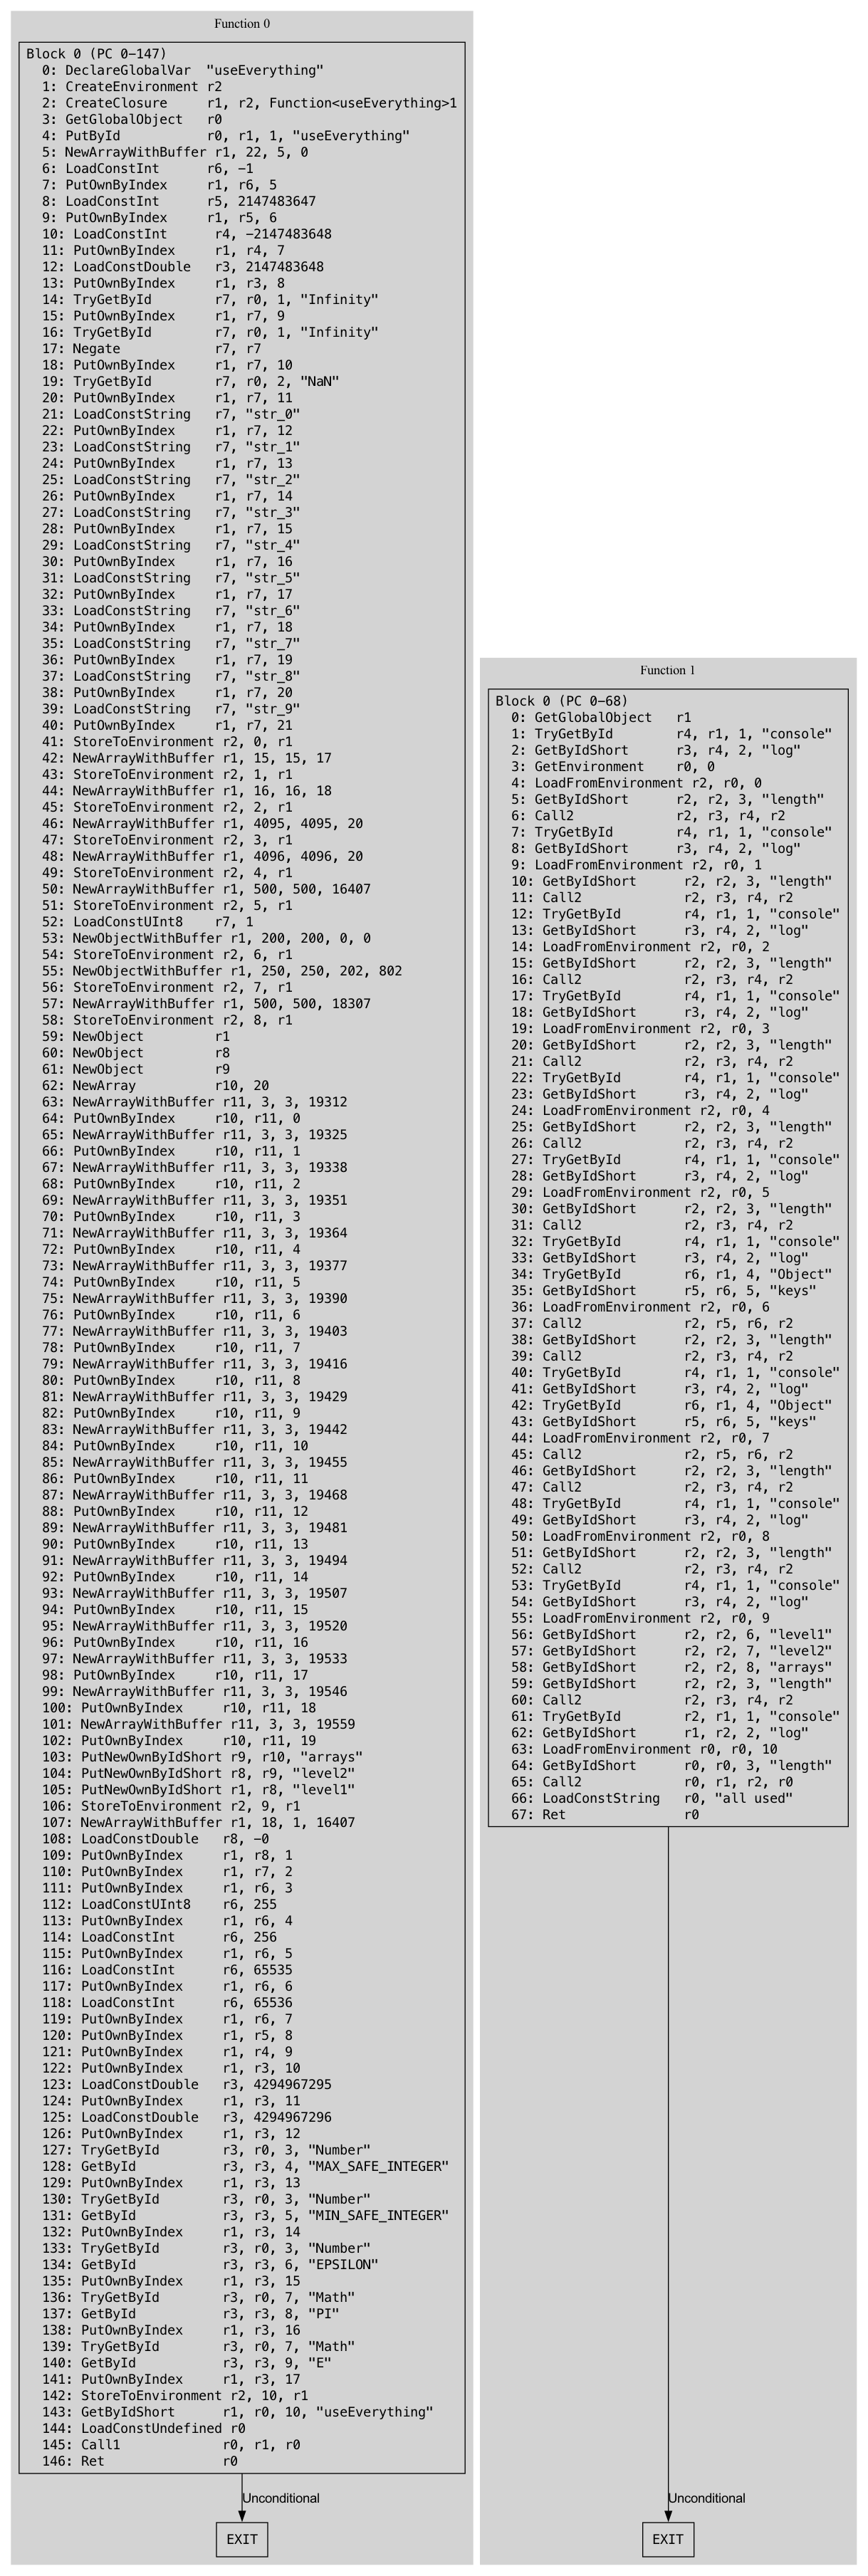 Function 0
Block 0 (PC 0-147)
0: DeclareGlobalVar "useEverything"
1: CreateEnvironment r2
2: CreateClosure r1, r2, Function<useEverything>1
3: GetGlobalObject r0
4: PutById r0, r1, 1, "useEverything"
5: NewArrayWithBuffer r1, 22, 5, 0
6: LoadConstInt r6, -1
7: PutOwnByIndex r1, r6, 5
8: LoadConstInt r5, 2147483647
9: PutOwnByIndex r1, r5, 6
10: LoadConstInt r4, -2147483648
11: PutOwnByIndex r1, r4, 7
12: LoadConstDouble r3, 2147483648
13: PutOwnByIndex r1, r3, 8
14: TryGetById r7, r0, 1, "Infinity"
15: PutOwnByIndex r1, r7, 9
16: TryGetById r7, r0, 1, "Infinity"
17: Negate r7, r7
18: PutOwnByIndex r1, r7, 10
19: TryGetById r7, r0, 2, "NaN"
20: PutOwnByIndex r1, r7, 11
21: LoadConstString r7, "str_0"
22: PutOwnByIndex r1, r7, 12
23: LoadConstString r7, "str_1"
24: PutOwnByIndex r1, r7, 13
25: LoadConstString r7, "str_2"
26: PutOwnByIndex r1, r7, 14
27: LoadConstString r7, "str_3"
28: PutOwnByIndex r1, r7, 15
29: LoadConstString r7, "str_4"
30: PutOwnByIndex r1, r7, 16
31: LoadConstString r7, "str_5"
32: PutOwnByIndex r1, r7, 17
33: LoadConstString r7, "str_6"
34: PutOwnByIndex r1, r7, 18
35: LoadConstString r7, "str_7"
36: PutOwnByIndex r1, r7, 19
37: LoadConstString r7, "str_8"
38: PutOwnByIndex r1, r7, 20
39: LoadConstString r7, "str_9"
40: PutOwnByIndex r1, r7, 21
41: StoreToEnvironment r2, 0, r1
42: NewArrayWithBuffer r1, 15, 15, 17
43: StoreToEnvironment r2, 1, r1
44: NewArrayWithBuffer r1, 16, 16, 18
45: StoreToEnvironment r2, 2, r1
46: NewArrayWithBuffer r1, 4095, 4095, 20
47: StoreToEnvironment r2, 3, r1
48: NewArrayWithBuffer r1, 4096, 4096, 20
49: StoreToEnvironment r2, 4, r1
50: NewArrayWithBuffer r1, 500, 500, 16407
51: StoreToEnvironment r2, 5, r1
52: LoadConstUInt8 r7, 1
53: NewObjectWithBuffer r1, 200, 200, 0, 0
54: StoreToEnvironment r2, 6, r1
55: NewObjectWithBuffer r1, 250, 250, 202, 802
56: StoreToEnvironment r2, 7, r1
57: NewArrayWithBuffer r1, 500, 500, 18307
58: StoreToEnvironment r2, 8, r1
59: NewObject r1
60: NewObject r8
61: NewObject r9
62: NewArray r10, 20
63: NewArrayWithBuffer r11, 3, 3, 19312
64: PutOwnByIndex r10, r11, 0
65: NewArrayWithBuffer r11, 3, 3, 19325
66: PutOwnByIndex r10, r11, 1
67: NewArrayWithBuffer r11, 3, 3, 19338
68: PutOwnByIndex r10, r11, 2
69: NewArrayWithBuffer r11, 3, 3, 19351
70: PutOwnByIndex r10, r11, 3
71: NewArrayWithBuffer r11, 3, 3, 19364
72: PutOwnByIndex r10, r11, 4
73: NewArrayWithBuffer r11, 3, 3, 19377
74: PutOwnByIndex r10, r11, 5
75: NewArrayWithBuffer r11, 3, 3, 19390
76: PutOwnByIndex r10, r11, 6
77: NewArrayWithBuffer r11, 3, 3, 19403
78: PutOwnByIndex r10, r11, 7
79: NewArrayWithBuffer r11, 3, 3, 19416
80: PutOwnByIndex r10, r11, 8
81: NewArrayWithBuffer r11, 3, 3, 19429
82: PutOwnByIndex r10, r11, 9
83: NewArrayWithBuffer r11, 3, 3, 19442
84: PutOwnByIndex r10, r11, 10
85: NewArrayWithBuffer r11, 3, 3, 19455
86: PutOwnByIndex r10, r11, 11
87: NewArrayWithBuffer r11, 3, 3, 19468
88: PutOwnByIndex r10, r11, 12
89: NewArrayWithBuffer r11, 3, 3, 19481
90: PutOwnByIndex r10, r11, 13
91: NewArrayWithBuffer r11, 3, 3, 19494
92: PutOwnByIndex r10, r11, 14
93: NewArrayWithBuffer r11, 3, 3, 19507
94: PutOwnByIndex r10, r11, 15
95: NewArrayWithBuffer r11, 3, 3, 19520
96: PutOwnByIndex r10, r11, 16
97: NewArrayWithBuffer r11, 3, 3, 19533
98: PutOwnByIndex r10, r11, 17
99: NewArrayWithBuffer r11, 3, 3, 19546
100: PutOwnByIndex r10, r11, 18
101: NewArrayWithBuffer r11, 3, 3, 19559
102: PutOwnByIndex r10, r11, 19
103: PutNewOwnByIdShort r9, r10, "arrays"
104: PutNewOwnByIdShort r8, r9, "level2"
105: PutNewOwnByIdShort r1, r8, "level1"
106: StoreToEnvironment r2, 9, r1
107: NewArrayWithBuffer r1, 18, 1, 16407
108: LoadConstDouble r8, -0
109: PutOwnByIndex r1, r8, 1
110: PutOwnByIndex r1, r7, 2
111: PutOwnByIndex r1, r6, 3
112: LoadConstUInt8 r6, 255
113: PutOwnByIndex r1, r6, 4
114: LoadConstInt r6, 256
115: PutOwnByIndex r1, r6, 5
116: LoadConstInt r6, 65535
117: PutOwnByIndex r1, r6, 6
118: LoadConstInt r6, 65536
119: PutOwnByIndex r1, r6, 7
120: PutOwnByIndex r1, r5, 8
121: PutOwnByIndex r1, r4, 9
122: PutOwnByIndex r1, r3, 10
123: LoadConstDouble r3, 4294967295
124: PutOwnByIndex r1, r3, 11
125: LoadConstDouble r3, 4294967296
126: PutOwnByIndex r1, r3, 12
127: TryGetById r3, r0, 3, "Number"
128: GetById r3, r3, 4, "MAX_SAFE_INTEGER"
129: PutOwnByIndex r1, r3, 13
130: TryGetById r3, r0, 3, "Number"
131: GetById r3, r3, 5, "MIN_SAFE_INTEGER"
132: PutOwnByIndex r1, r3, 14
133: TryGetById r3, r0, 3, "Number"
134: GetById r3, r3, 6, "EPSILON"
135: PutOwnByIndex r1, r3, 15
136: TryGetById r3, r0, 7, "Math"
137: GetById r3, r3, 8, "PI"
138: PutOwnByIndex r1, r3, 16
139: TryGetById r3, r0, 7, "Math"
140: GetById r3, r3, 9, "E"
141: PutOwnByIndex r1, r3, 17
142: StoreToEnvironment r2, 10, r1
143: GetByIdShort r1, r0, 10, "useEverything"
144: LoadConstUndefined r0
145: Call1 r0, r1, r0
146: Ret r0
Unconditional
EXIT
Function 1
Block 0 (PC 0-68)
0: GetGlobalObject r1
1: TryGetById r4, r1, 1, "console"
2: GetByIdShort r3, r4, 2, "log"
3: GetEnvironment r0, 0
4: LoadFromEnvironment r2, r0, 0
5: GetByIdShort r2, r2, 3, "length"
6: Call2 r2, r3, r4, r2
7: TryGetById r4, r1, 1, "console"
8: GetByIdShort r3, r4, 2, "log"
9: LoadFromEnvironment r2, r0, 1
10: GetByIdShort r2, r2, 3, "length"
11: Call2 r2, r3, r4, r2
12: TryGetById r4, r1, 1, "console"
13: GetByIdShort r3, r4, 2, "log"
14: LoadFromEnvironment r2, r0, 2
15: GetByIdShort r2, r2, 3, "length"
16: Call2 r2, r3, r4, r2
17: TryGetById r4, r1, 1, "console"
18: GetByIdShort r3, r4, 2, "log"
19: LoadFromEnvironment r2, r0, 3
20: GetByIdShort r2, r2, 3, "length"
21: Call2 r2, r3, r4, r2
22: TryGetById r4, r1, 1, "console"
23: GetByIdShort r3, r4, 2, "log"
24: LoadFromEnvironment r2, r0, 4
25: GetByIdShort r2, r2, 3, "length"
26: Call2 r2, r3, r4, r2
27: TryGetById r4, r1, 1, "console"
28: GetByIdShort r3, r4, 2, "log"
29: LoadFromEnvironment r2, r0, 5
30: GetByIdShort r2, r2, 3, "length"
31: Call2 r2, r3, r4, r2
32: TryGetById r4, r1, 1, "console"
33: GetByIdShort r3, r4, 2, "log"
34: TryGetById r6, r1, 4, "Object"
35: GetByIdShort r5, r6, 5, "keys"
36: LoadFromEnvironment r2, r0, 6
37: Call2 r2, r5, r6, r2
38: GetByIdShort r2, r2, 3, "length"
39: Call2 r2, r3, r4, r2
40: TryGetById r4, r1, 1, "console"
41: GetByIdShort r3, r4, 2, "log"
42: TryGetById r6, r1, 4, "Object"
43: GetByIdShort r5, r6, 5, "keys"
44: LoadFromEnvironment r2, r0, 7
45: Call2 r2, r5, r6, r2
46: GetByIdShort r2, r2, 3, "length"
47: Call2 r2, r3, r4, r2
48: TryGetById r4, r1, 1, "console"
49: GetByIdShort r3, r4, 2, "log"
50: LoadFromEnvironment r2, r0, 8
51: GetByIdShort r2, r2, 3, "length"
52: Call2 r2, r3, r4, r2
53: TryGetById r4, r1, 1, "console"
54: GetByIdShort r3, r4, 2, "log"
55: LoadFromEnvironment r2, r0, 9
56: GetByIdShort r2, r2, 6, "level1"
57: GetByIdShort r2, r2, 7, "level2"
58: GetByIdShort r2, r2, 8, "arrays"
59: GetByIdShort r2, r2, 3, "length"
60: Call2 r2, r3, r4, r2
61: TryGetById r2, r1, 1, "console"
62: GetByIdShort r1, r2, 2, "log"
63: LoadFromEnvironment r0, r0, 10
64: GetByIdShort r0, r0, 3, "length"
65: Call2 r0, r1, r2, r0
66: LoadConstString r0, "all used"
67: Ret r0
Unconditional
EXIT